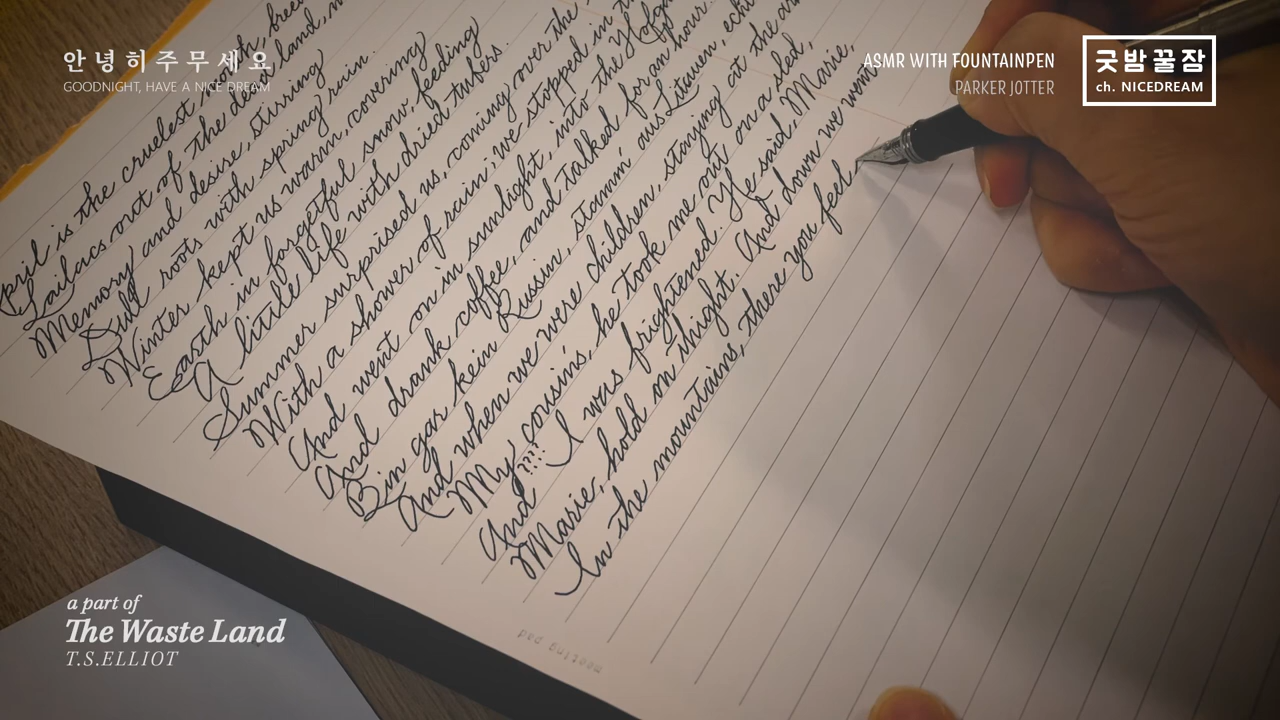 안녕히주무세요
GOODNIGHT, HAVE A NICE DREAM
ASMR WITH FOUNTAINPEN
PARKER JOTTER
굿밤꿀잠
ch. NICEDREAM
April is the cruelest
Lailacs out of the dead land,
Memory and desire, stirring
Dull roots with spring rain.
Winter kept us warm, covering
Earth in forgetful snow, feeding
A little life with dried tubers.
Summer surprised us, coming over the
With a shower of rain; we stopped in
And went on in sunlight, into the Hofgar
And drank coffee, and talked for an hour.
Bin gar kein Russin, stamm' aus Litaun, echt
And when we were children, staying at the
My cousins, he took me out on a sled,
And I was frightened. He said, Marie,
Marie, hold on thight. And down we went
In the mountains, there you feel
meeting pad
a part of
The Waste Land
T.S.ELLIOT